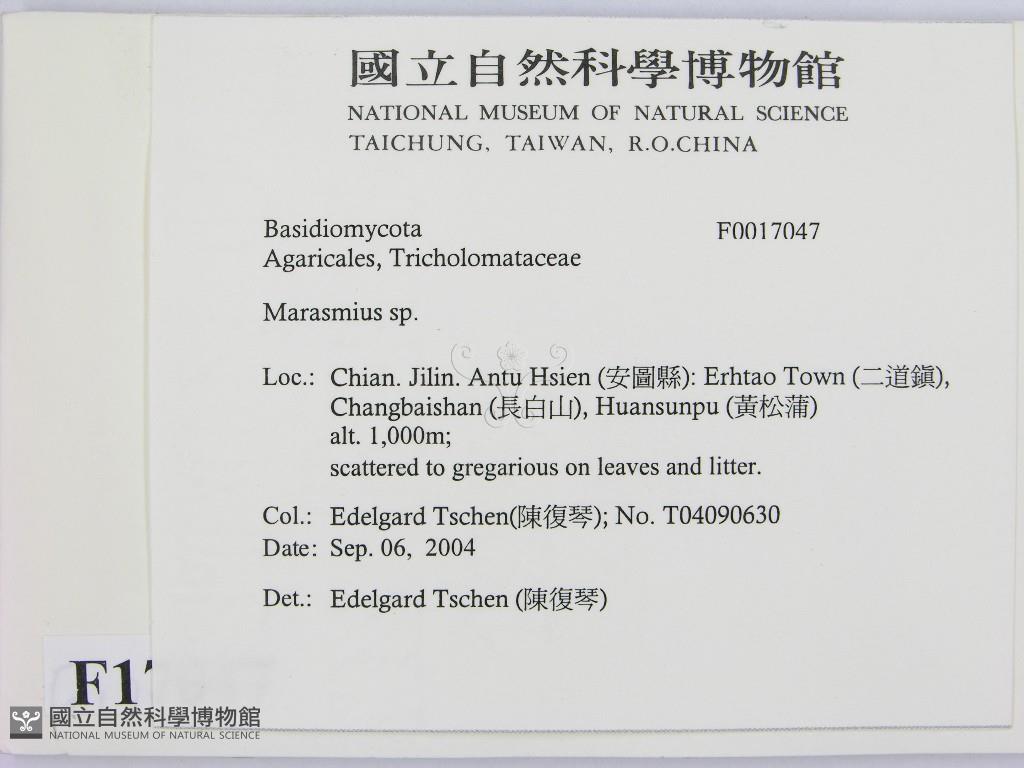 國立自然科學博物館
NATIONAL MUSEUM OF NATURAL SCIENCE
TAICHUNG, TAIWAN, R.O.CHINA
Basidiomycota F0017047
Agaricales, Tricholomataceae
Marasmius sp.
Loc.: Chian. Jilin. Antu Hsien (安圖縣): Erhtao Town (二道鎭),
Changbaishan (長白山), Huansunpu (黃松蒲)
alt. 1,000m;
scattered to gregarious on leaves and litter.
Col.: Edelgard Tschen(陳復琴); No. T04090630
Date: Sep. 06, 2004
Det.: Edelgard Tschen (陳復琴)
F17
國立自然科學博物館
NATIONAL MUSEUM OF NATURAL SCIENCE